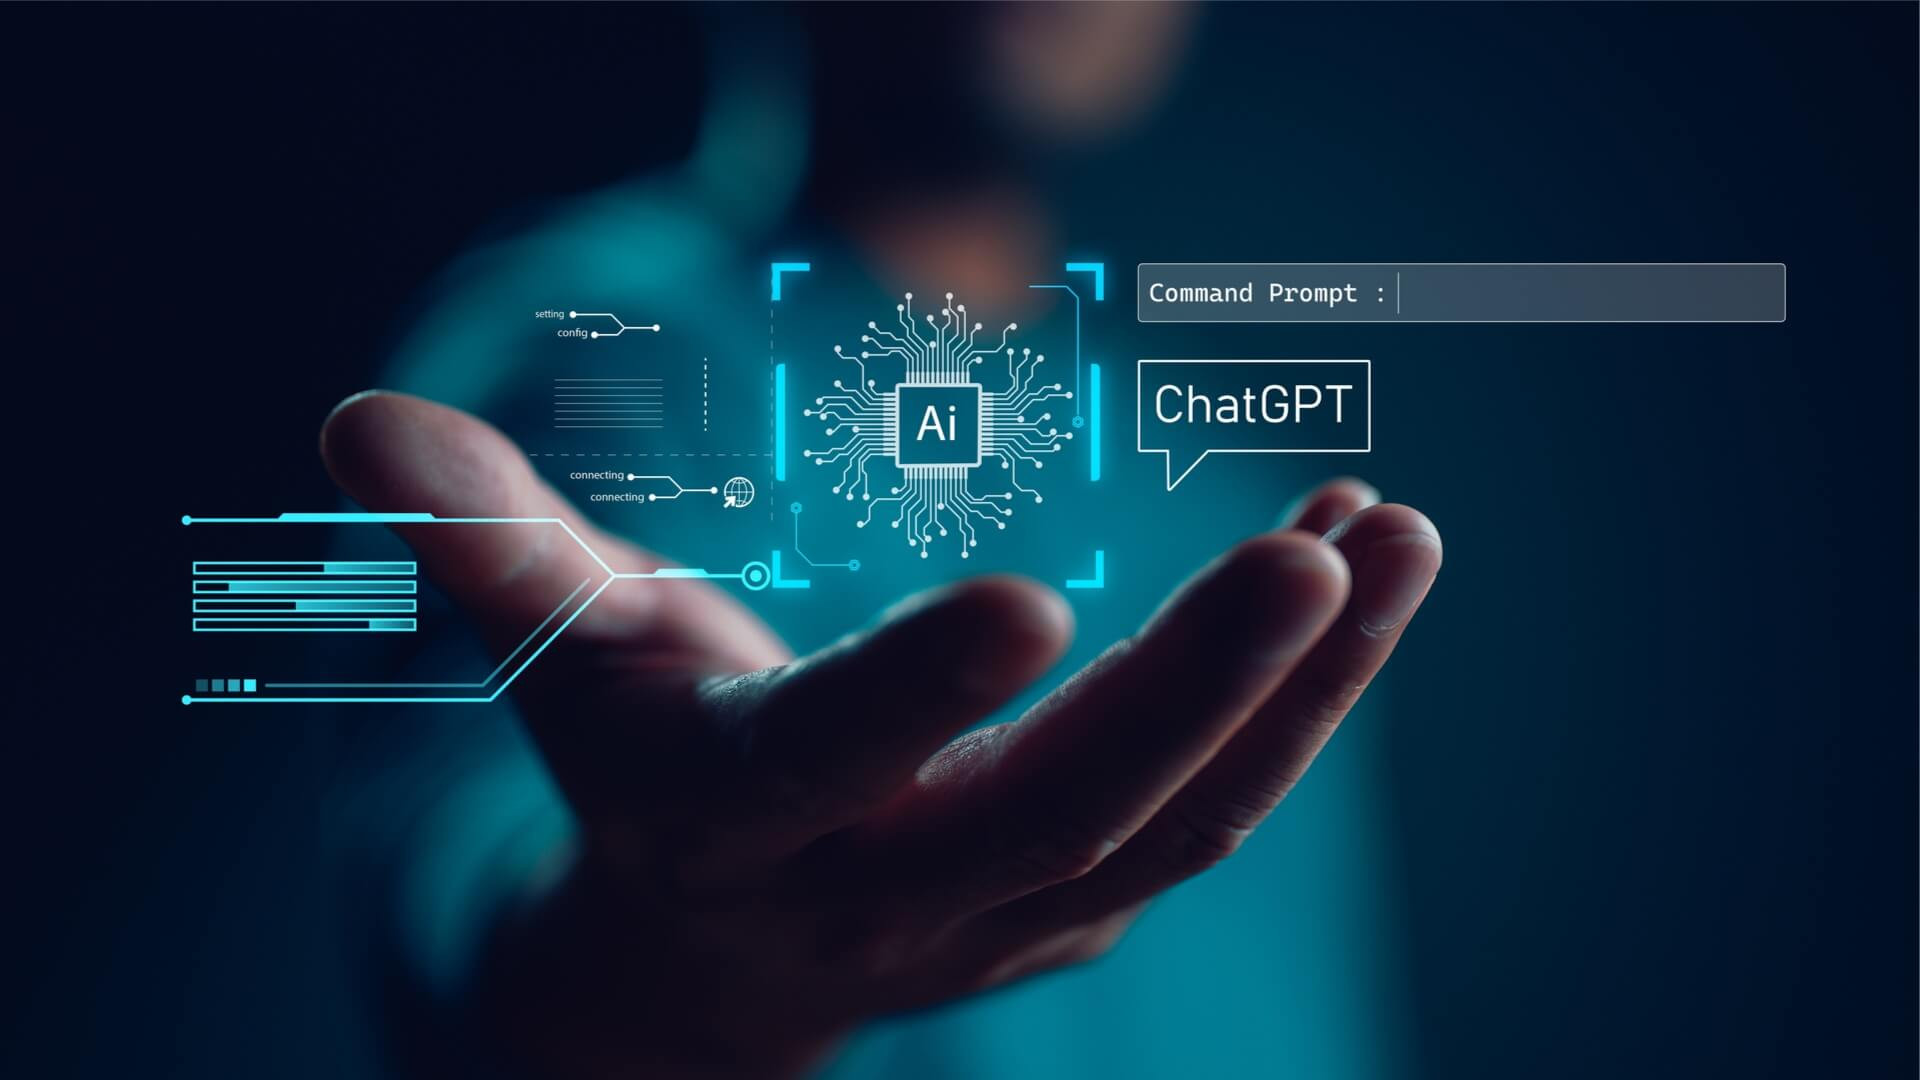 Command Prompt :
setting
config
Ai
ChatGPT
connecting
connecting